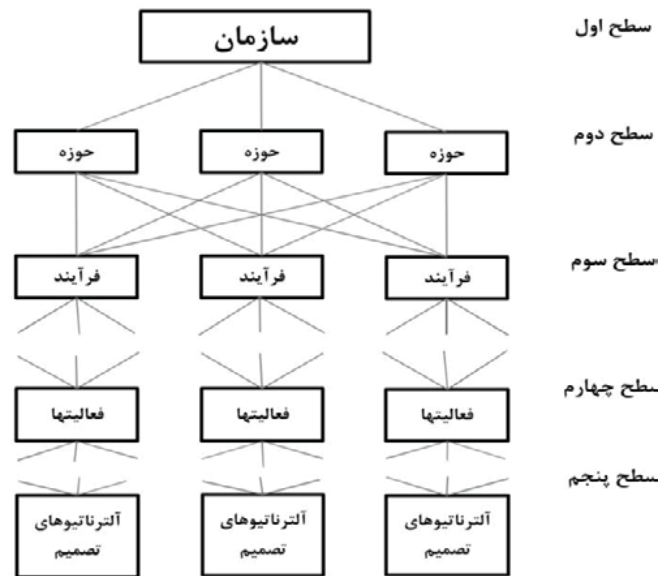 سطح اول
سازمان
سطح دوم
حوزه
حوزه
حوزه
سطح سوم
فرآیند
فرآیند
فرآیند
سطح چهارم
فعالیتها
فعالیتها
فعالیتها
سطح پنجم
آلترناتیوهای
تصمیم
آلترناتیوهای
تصمیم
آلترناتیوهای
تصمیم